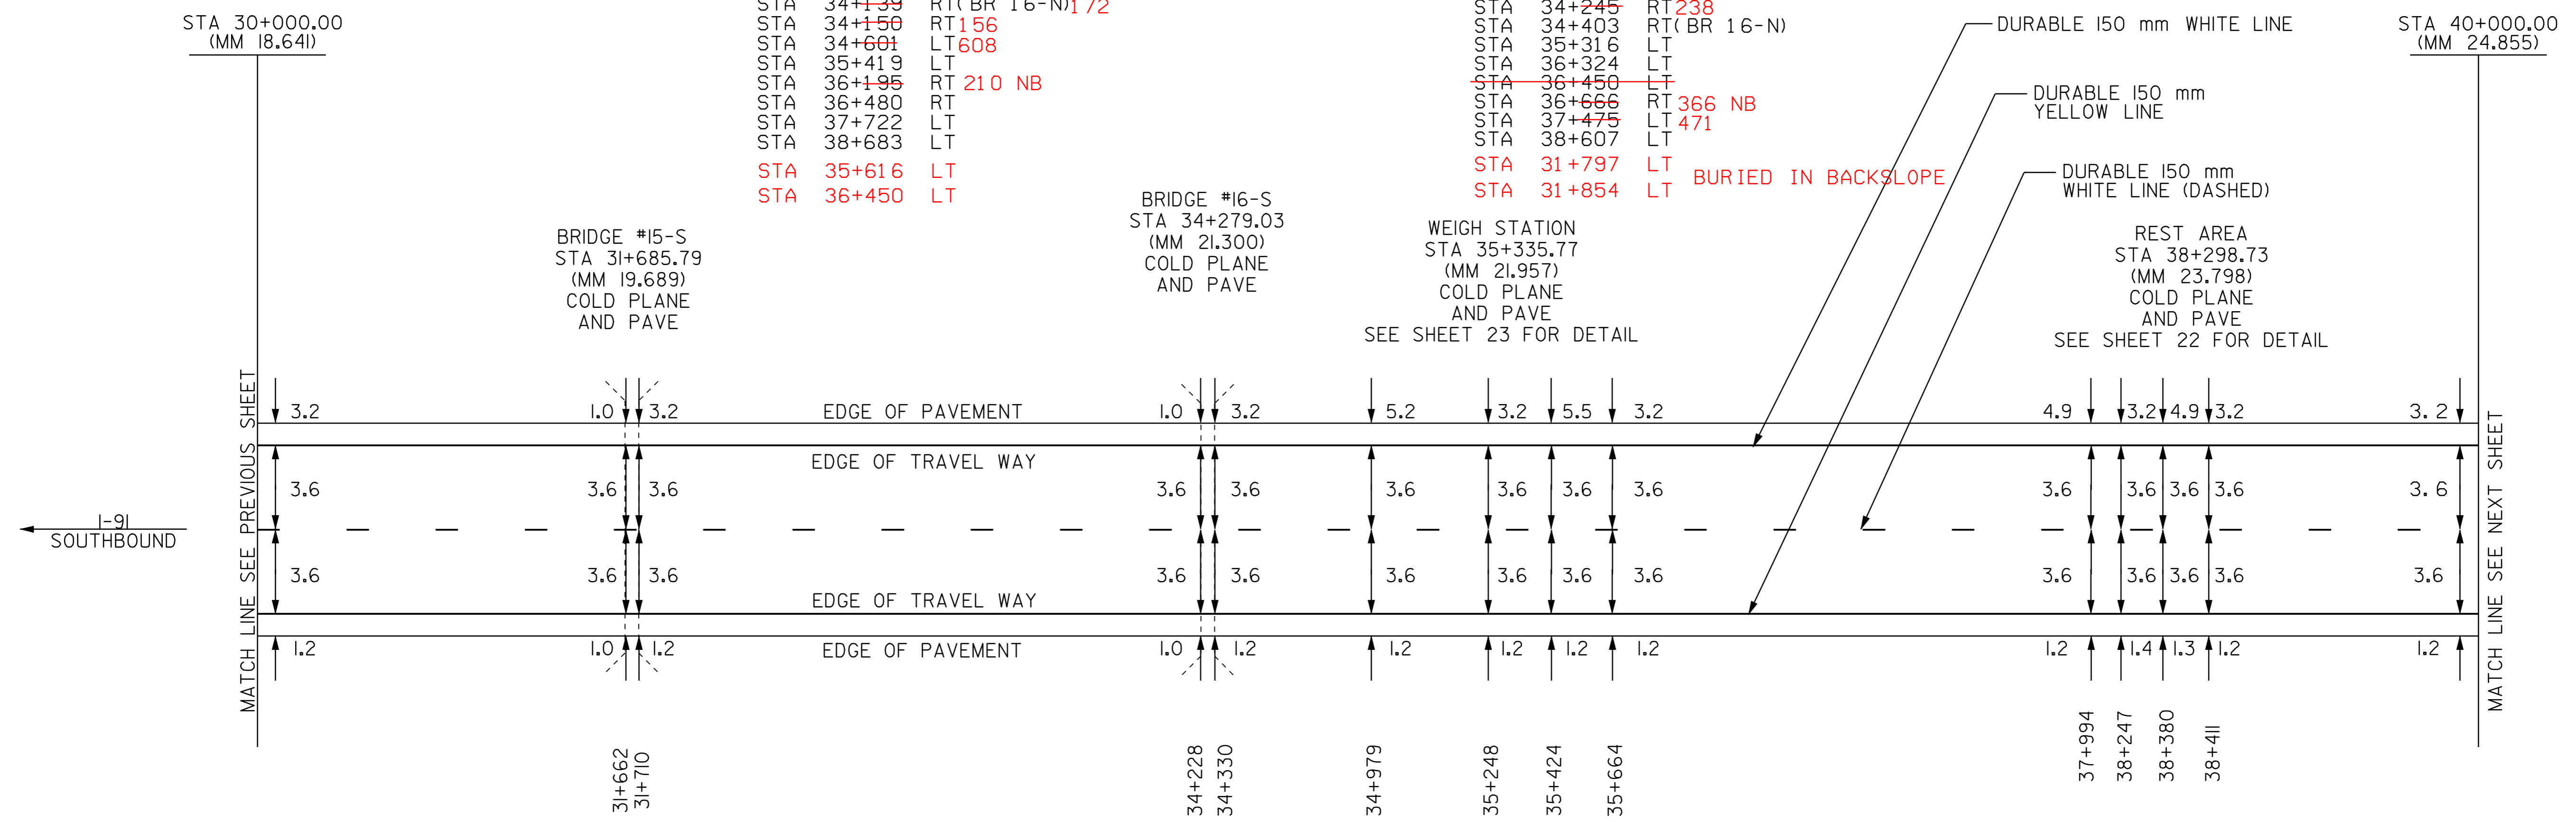 STA 30+000.00
(MM 18.641)
STA 34+139 RT(BR 16-N) 172
STA 34+150 RT 156
STA 34+601 LT 608
STA 35+419 LT
STA 36+195 RT 210 NB
STA 36+480 RT
STA 37+722 LT
STA 38+683 LT
STA 35+616 LT
STA 36+450 LT
STA 34+245 RT 238
STA 34+403 RT(BR 16-N)
STA 35+316 LT
STA 36+324 LT
STA 36+450 LT
STA 36+666 RT 366 NB
STA 37+475 LT 471
STA 38+607 LT
STA 31+797 LT
STA 31+854 LT
BURIED IN BACKSLOPE
DURABLE 150 mm WHITE LINE
DURABLE 150 mm
YELLOW LINE
DURABLE 150 mm
WHITE LINE (DASHED)
STA 40+000.00
(MM 24.855)
BRIDGE #15-S
STA 31+685.79
(MM 19.689)
COLD PLANE
AND PAVE
BRIDGE #16-S
STA 34+279.03
(MM 21.300)
COLD PLANE
AND PAVE
WEIGH STATION
STA 35+335.77
(MM 21.957)
COLD PLANE
AND PAVE
SEE SHEET 23 FOR DETAIL
REST AREA
STA 38+298.73
(MM 23.798)
COLD PLANE
AND PAVE
SEE SHEET 22 FOR DETAIL
MATCH LINE SEE PREVIOUS SHEET
3.2 1.0 3.2 EDGE OF PAVEMENT 1.0 3.2 5.2 3.2 5.5 3.2 4.9 3.2 4.9 3.2 3.2
EDGE OF TRAVEL WAY
3.6 3.6 3.6 3.6 3.6 3.6 3.6 3.6 3.6 3.6 3.6 3.6 3.6 3.6
I-91
SOUTHBOUND
3.6 3.6 3.6 3.6 3.6 3.6 3.6 3.6 3.6 3.6 3.6 3.6 3.6 3.6
EDGE OF TRAVEL WAY
1.2 1.0 1.2 EDGE OF PAVEMENT 1.0 1.2 1.2 1.2 1.2 1.2 1.2 1.4 1.3 1.2 1.2
MATCH LINE SEE NEXT SHEET
31+662
31+710
34+228
34+330
34+979
35+248
35+424
35+664
37+994
38+247
38+380
38+411